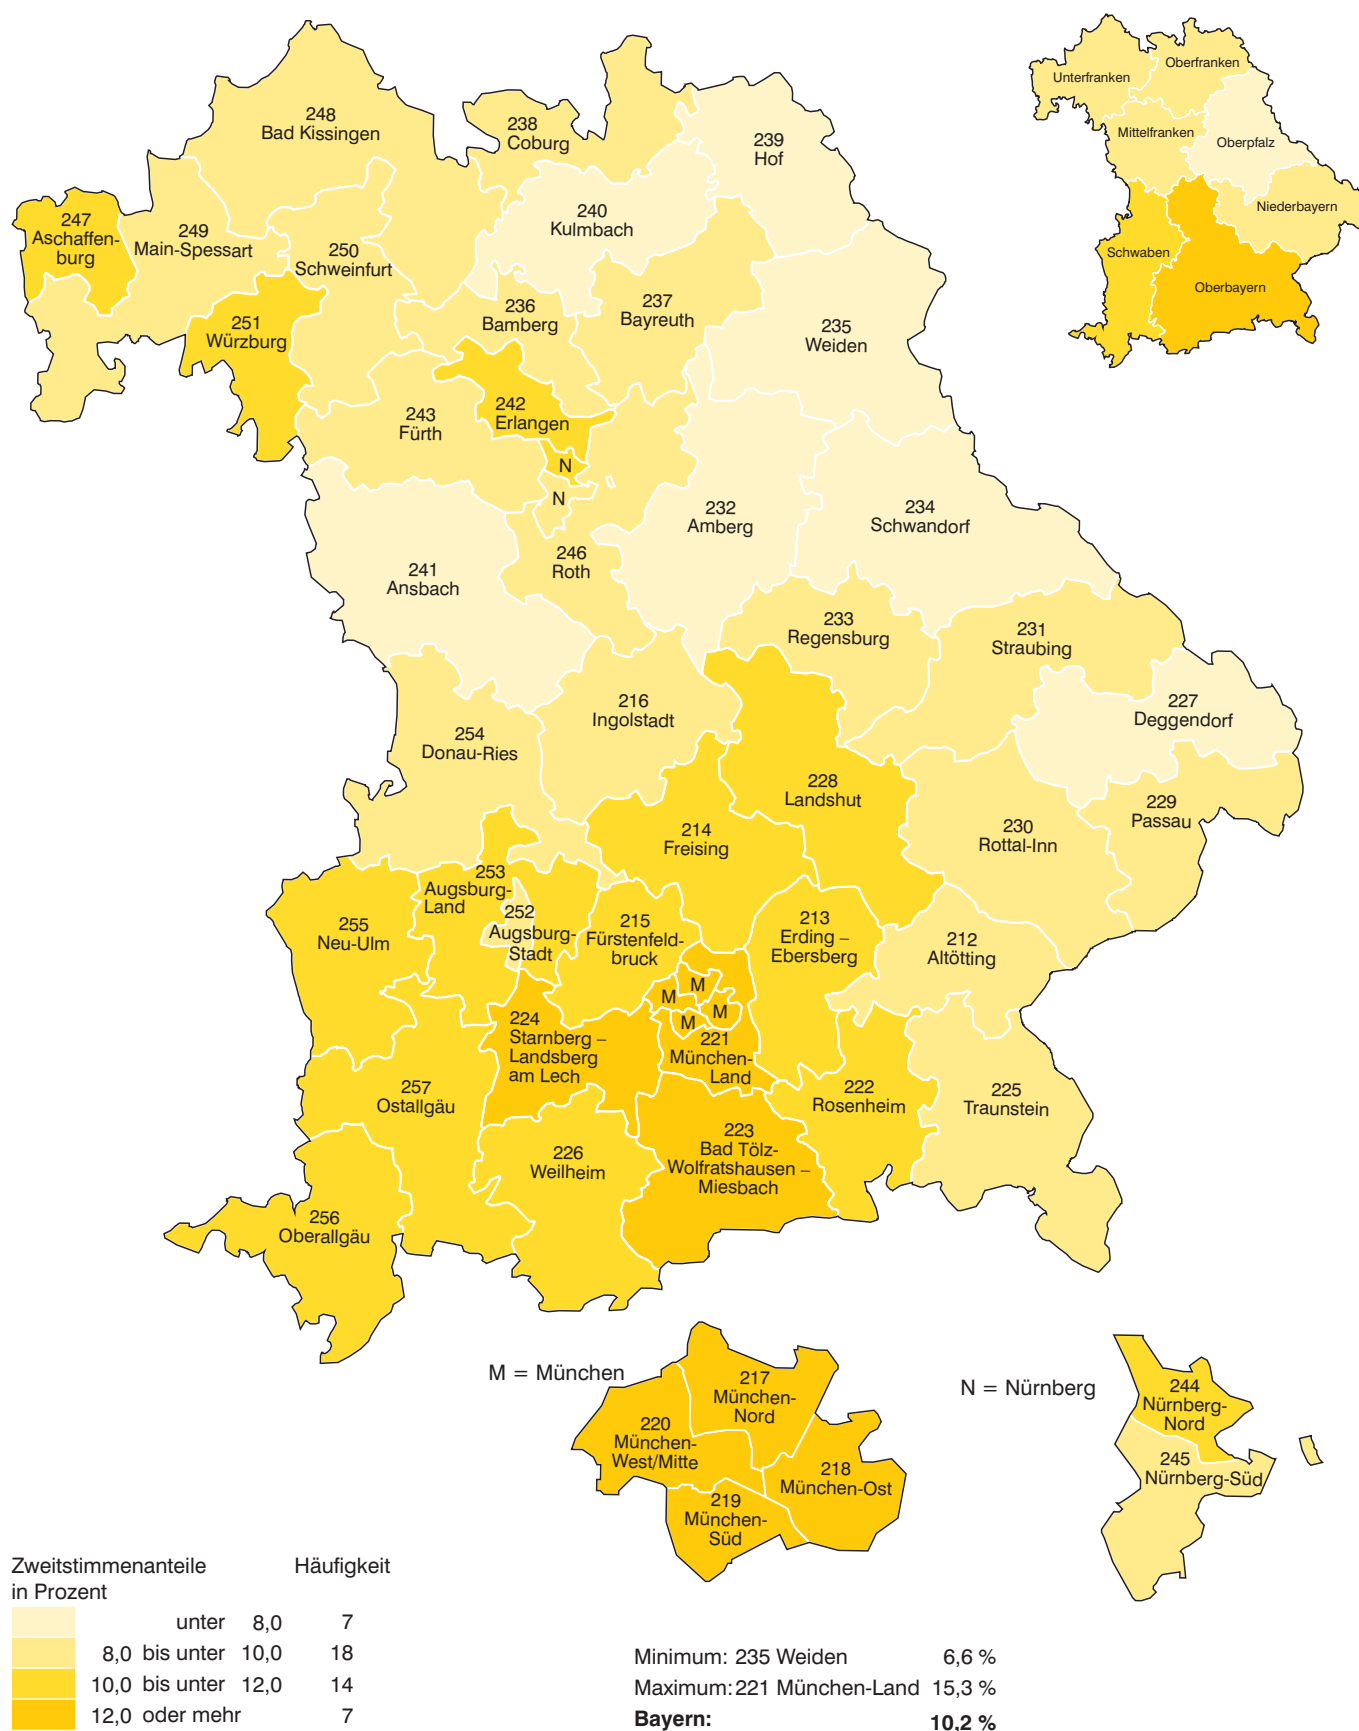 248
Bad Kissingen
238
Coburg
239
Hof
240
Kulmbach
247
Aschaffen-
burg
249
Main-Spessart
250
Schweinfurt
251
Würzburg
236
Bamberg
237
Bayreuth
235
Weiden
243
Fürth
242
Erlangen
N
N
232
Amberg
234
Schwandorf
241
Ansbach
246
Roth
233
Regensburg
231
Straubing
227
Deggendorf
216
Ingolstadt
254
Donau-Ries
228
Landshut
229
Passau
230
Rottal-Inn
214
Freising
253
Augsburg-
Land
252
Augsburg-
Stadt
255
Neu-Ulm
215
Fürstenfeld-
bruck
213
Erding –
Ebersberg
212
Altötting
M
M
M
M
224
Starnberg –
Landsberg
am Lech
221
München-
Land
257
Ostallgäu
222
Rosenheim
225
Traunstein
223
Bad Tölz-
Wolfratshausen –
Miesbach
226
Weilheim
256
Oberallgäu
Unterfranken
Oberfranken
Mittelfranken
Oberpfalz
Niederbayern
Schwaben
Oberbayern
M = München
217
München-
Nord
220
München-
West/Mitte
218
München-Ost
219
München-
Süd
N = Nürnberg
244
Nürnberg-
Nord
245
Nürnberg-Süd
Zweitstimmenanteile Häufigkeit
in Prozent
unter 8,0 7
8,0 bis unter 10,0 18
10,0 bis unter 12,0 14
12,0 oder mehr 7
Minimum: 235 Weiden 6,6 %
Maximum: 221 München-Land 15,3 %
Bayern: 10,2 %